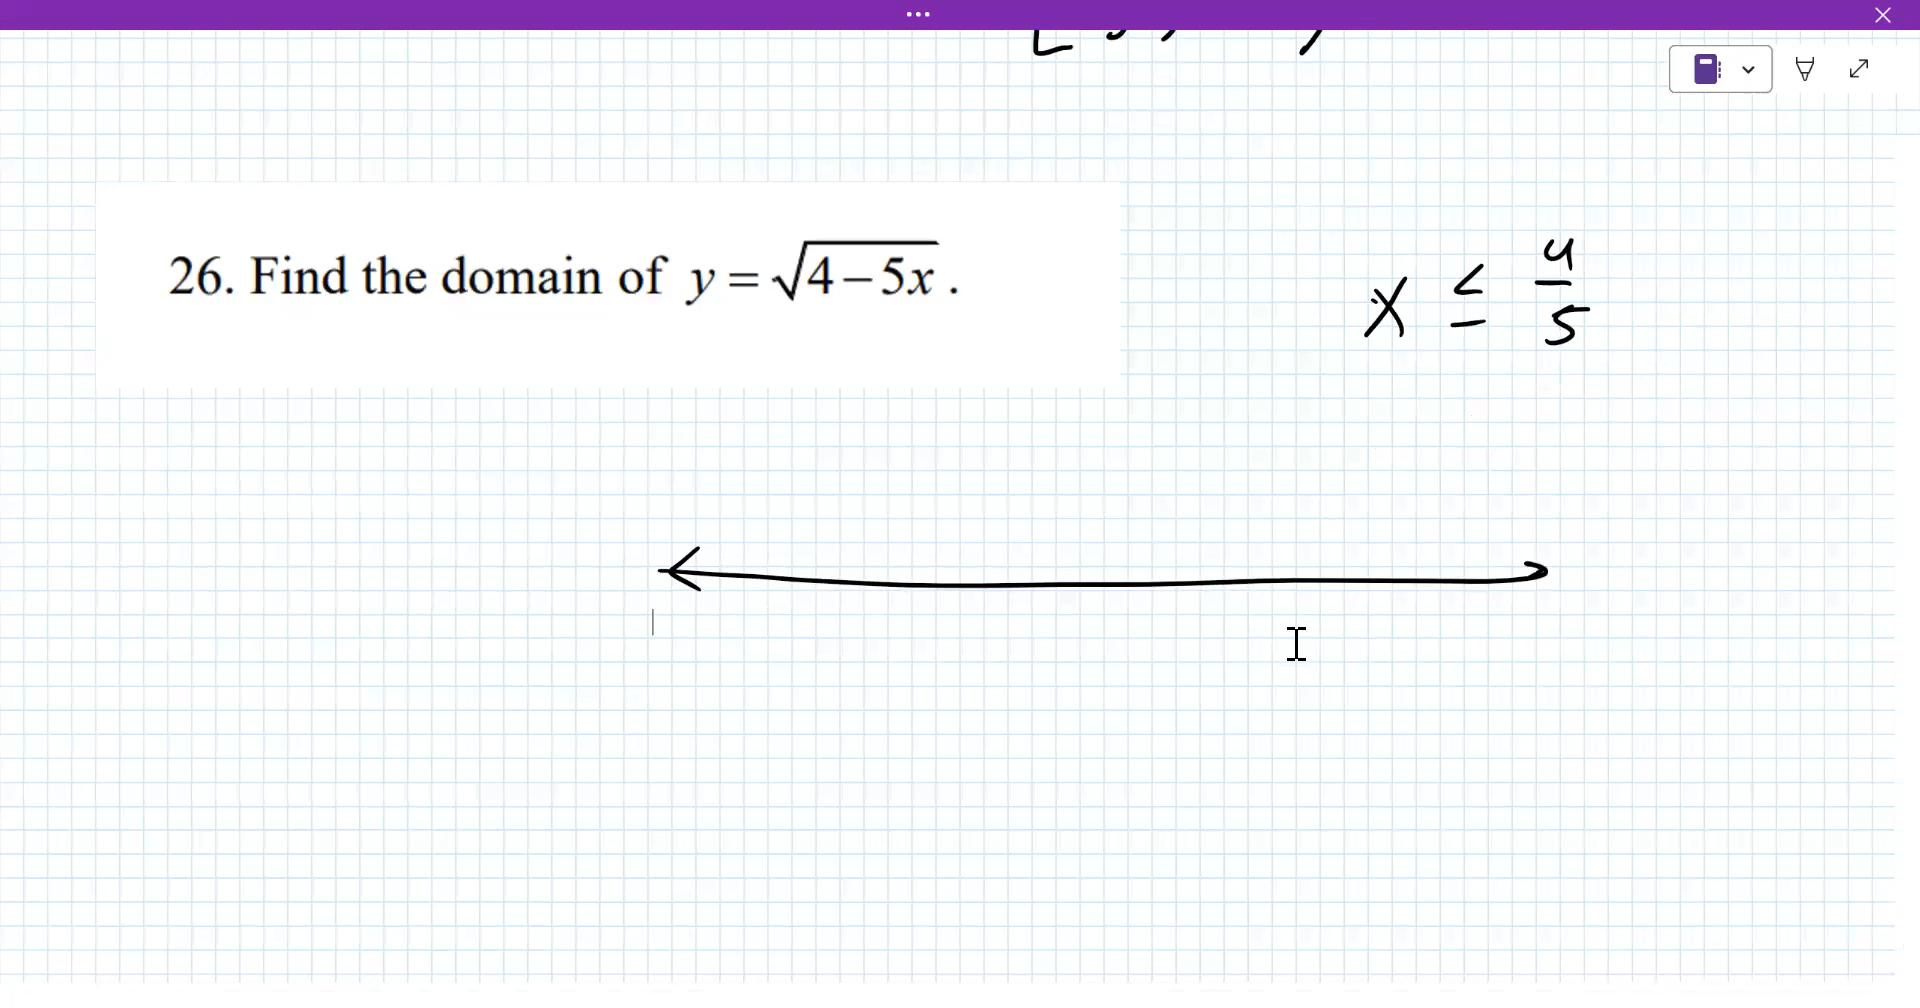 26. Find the domain of y = √4 – 5x .
x ≤ 4/5